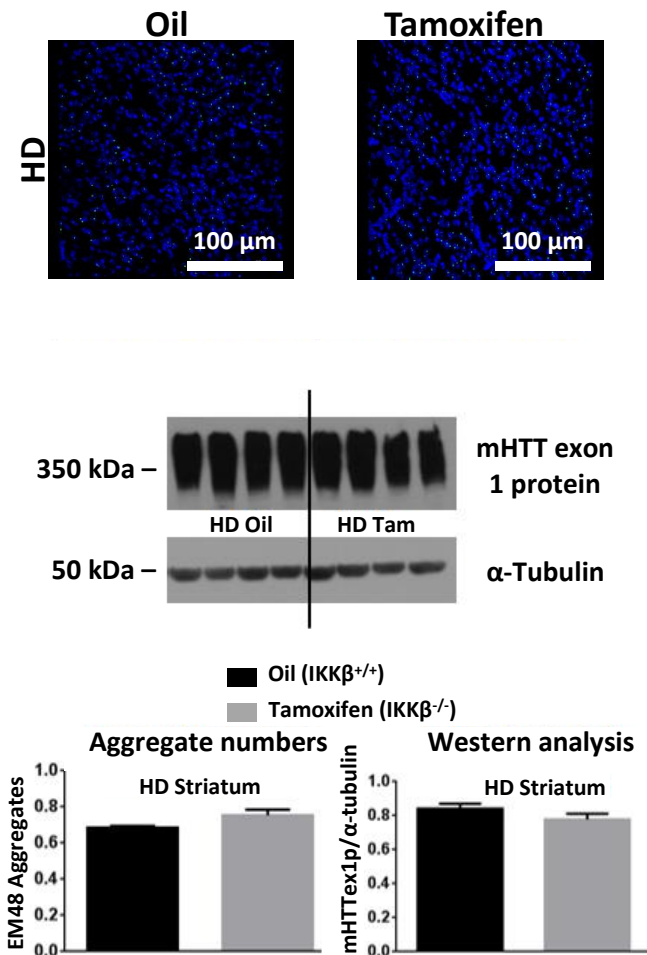 Oil Tamoxifen
HD
100 μm 100 μm
350 kDa – mHTT exon
1 protein
HD Oil HD Tam
50 kDa – α-Tubulin
Oil (IKKβ+/+)
Tamoxifen (IKKβ-/-)
Aggregate numbers Western analysis
EM48 Aggregates
1.0
0.8
0.6
0.4
0.2
0.0
HD Striatum
mHTTex1p/α-tubulin
1.0
0.8
0.6
0.4
0.2
0.0
HD Striatum